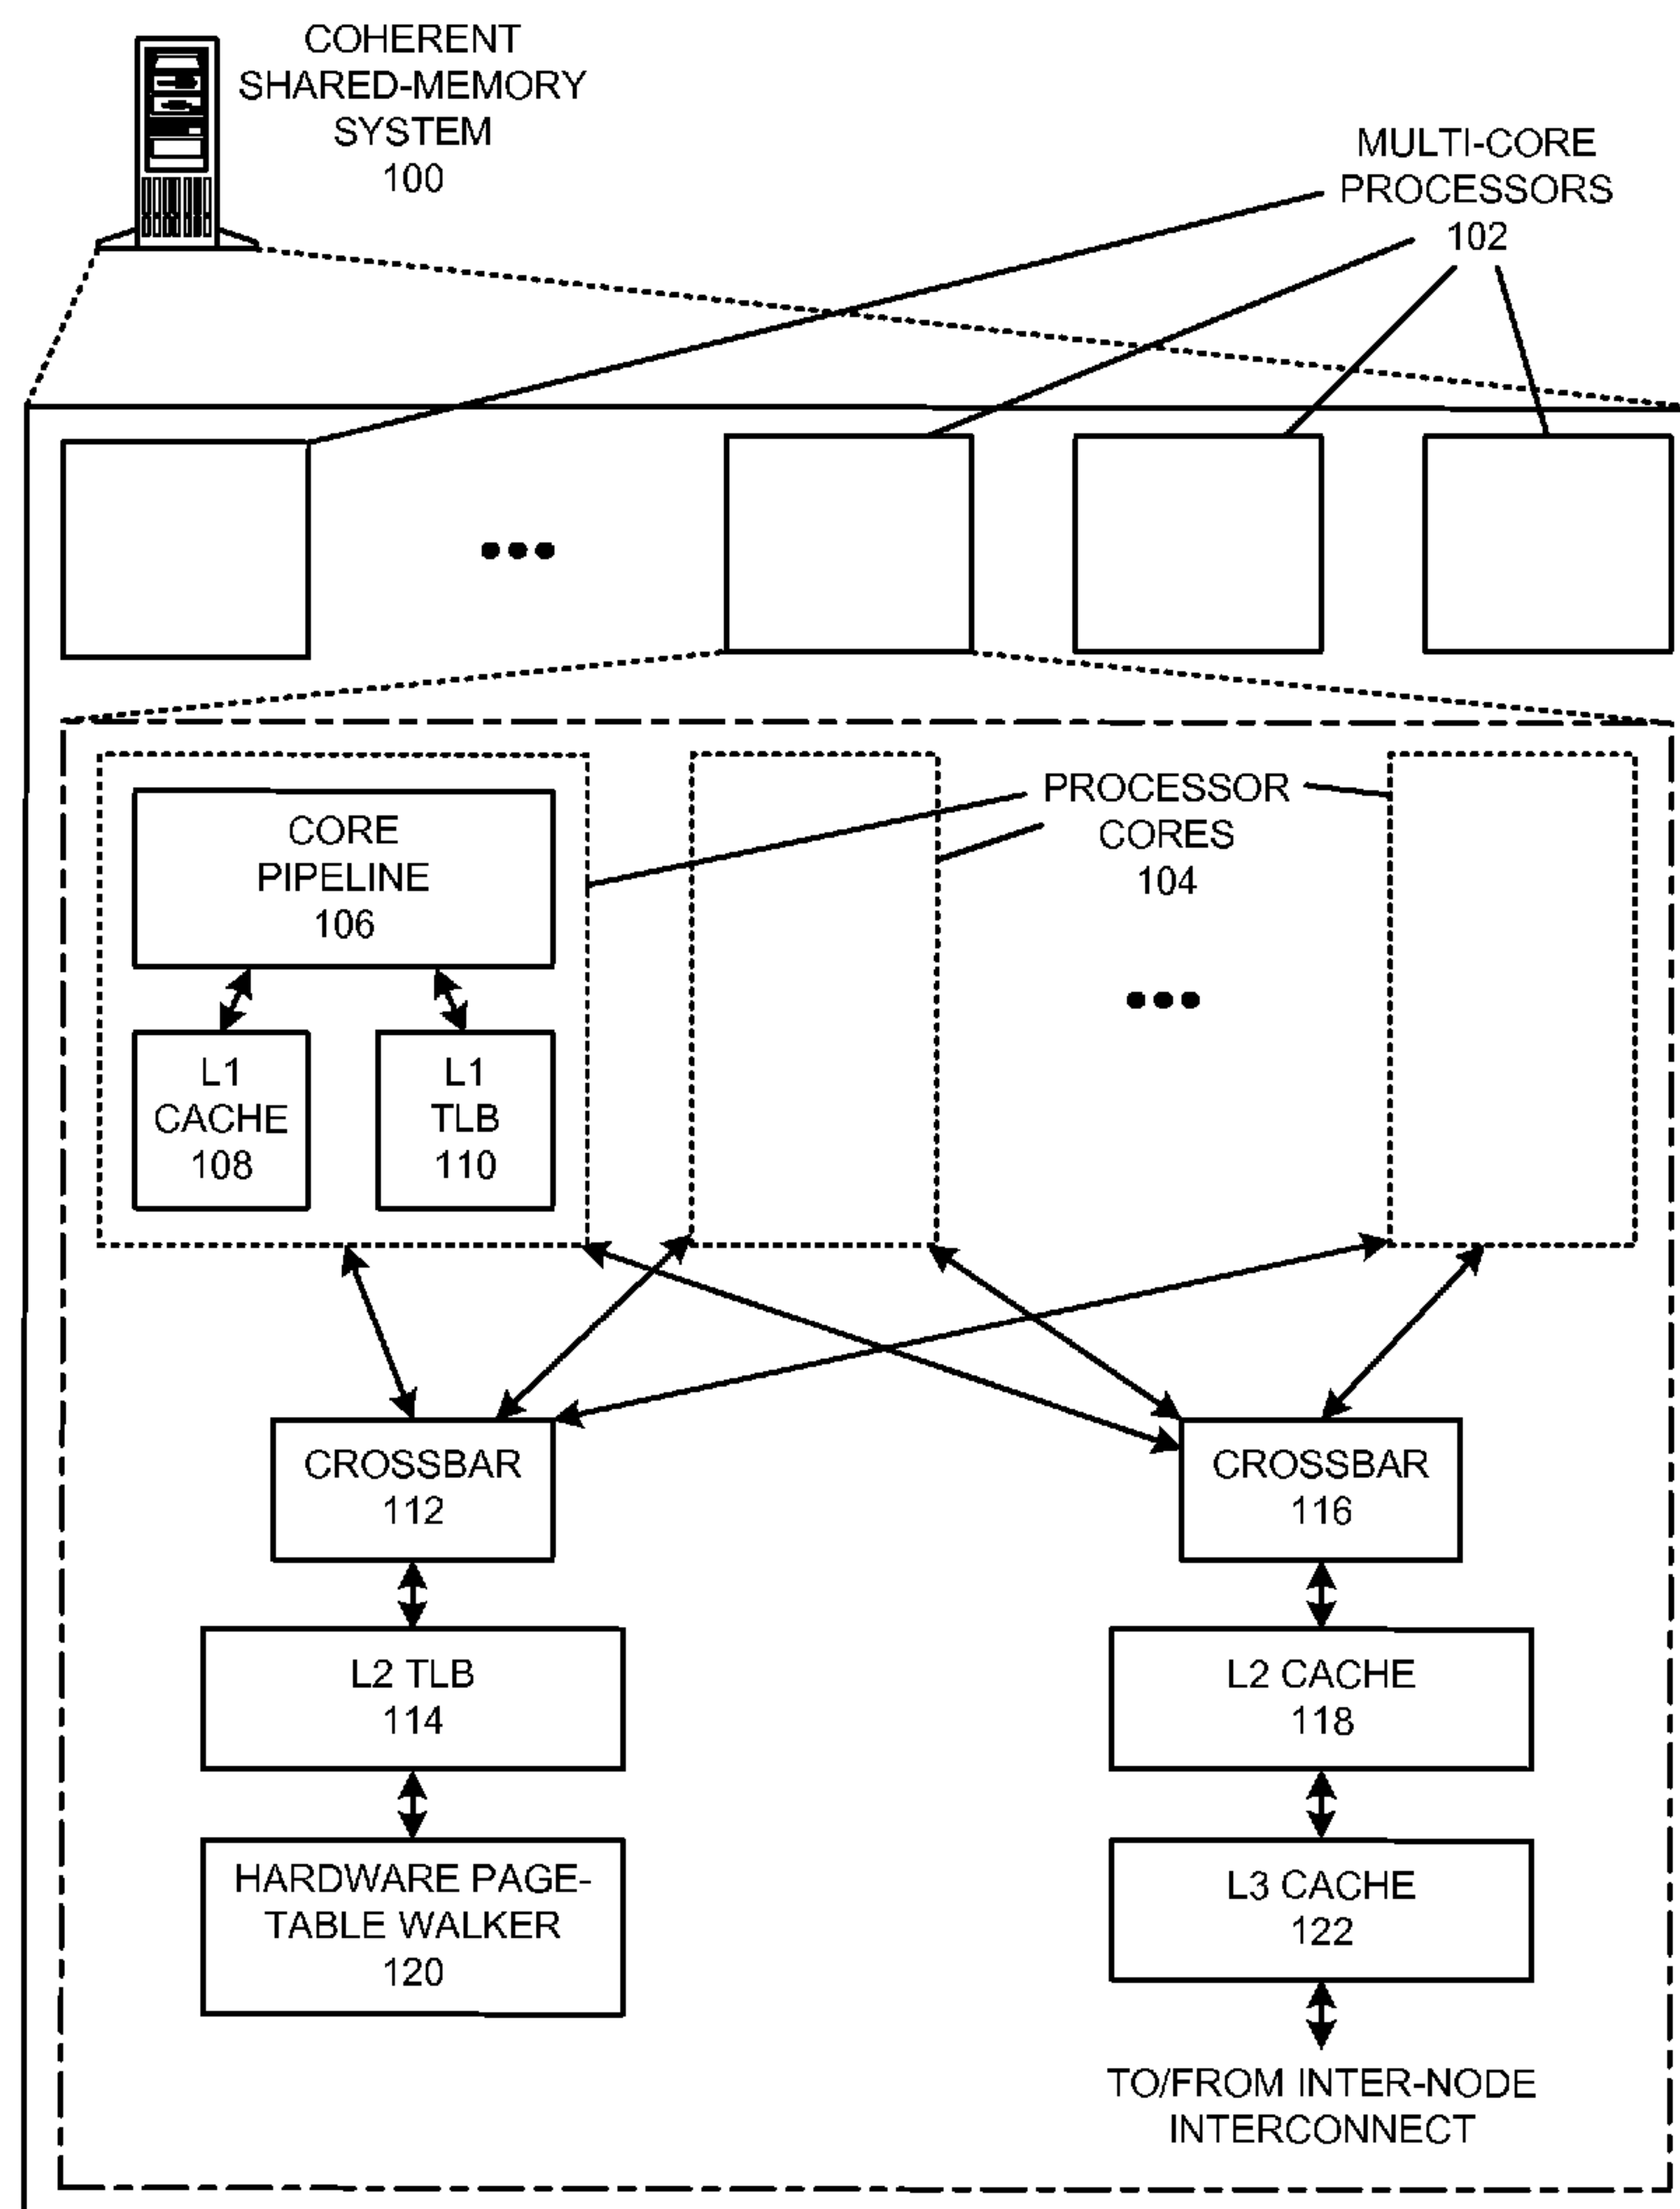 COHERENT
SHARED-MEMORY
SYSTEM
100
MULTI-CORE
PROCESSORS
102
PROCESSOR
CORES
104
CORE
PIPELINE
106
L1
CACHE
108
L1
TLB
110
CROSSBAR
112
CROSSBAR
116
L2 TLB
114
L2 CACHE
118
HARDWARE PAGE-
TABLE WALKER
120
L3 CACHE
122
TO/FROM INTER-NODE
INTERCONNECT